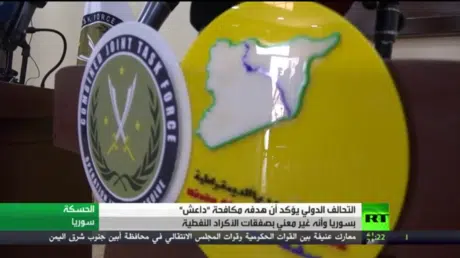 COMBINED JOINT TASK FORCE
الحسكة
سوريا
التحالف الدولي يؤكد أن هدفه مكافحة "داعش"
بسوريا وأنه غير معني بصفقات الأكراد النفطية
RT
معارك عنيفة بين القوات الحكومية وقوات المجلس الانتقالي في محافظة أبين جنوب شرق اليمن